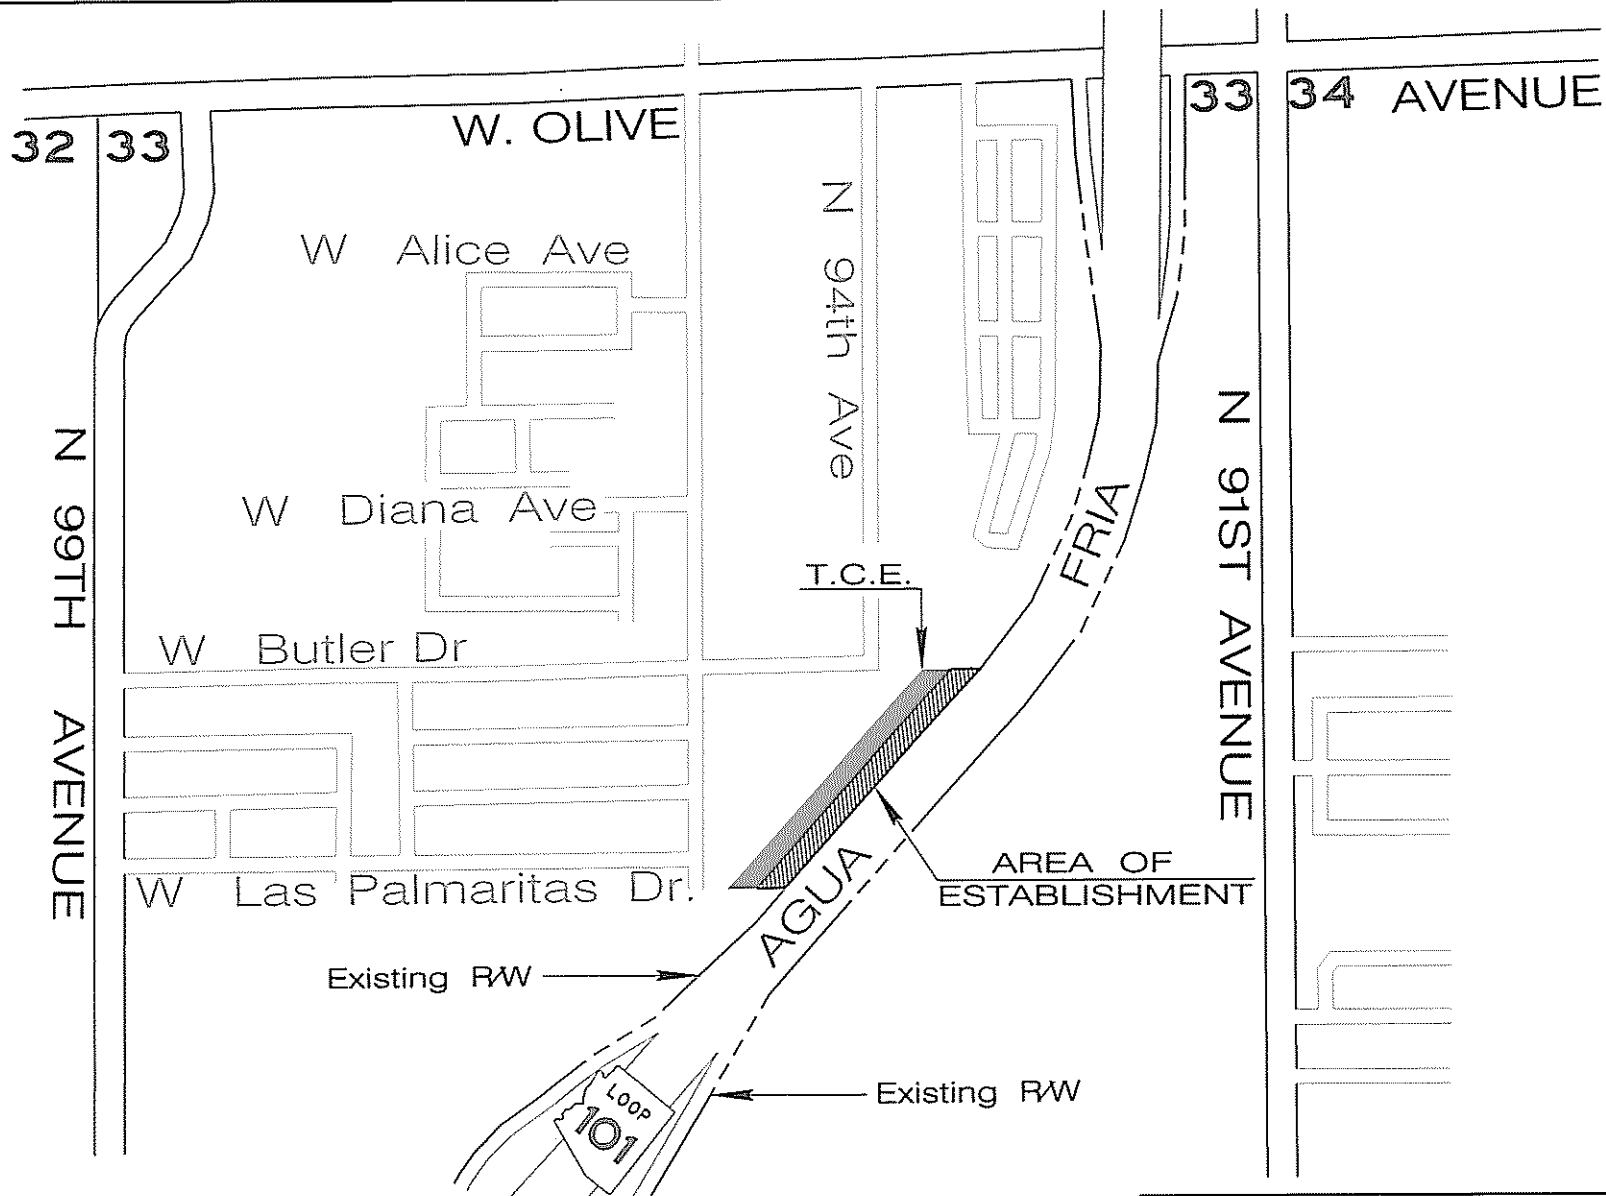 33 34 AVENUE
W. OLIVE
32 33
N 94th Ave
W Alice Ave
N 91ST AVENUE
N 99TH AVENUE
W Diana Ave
AGUA FRIA
T.C.E.
W Butler Dr
AREA OF
ESTABLISHMENT
W Las Palmaritas Dr.
Existing R/W
Existing R/W
LOOP
101